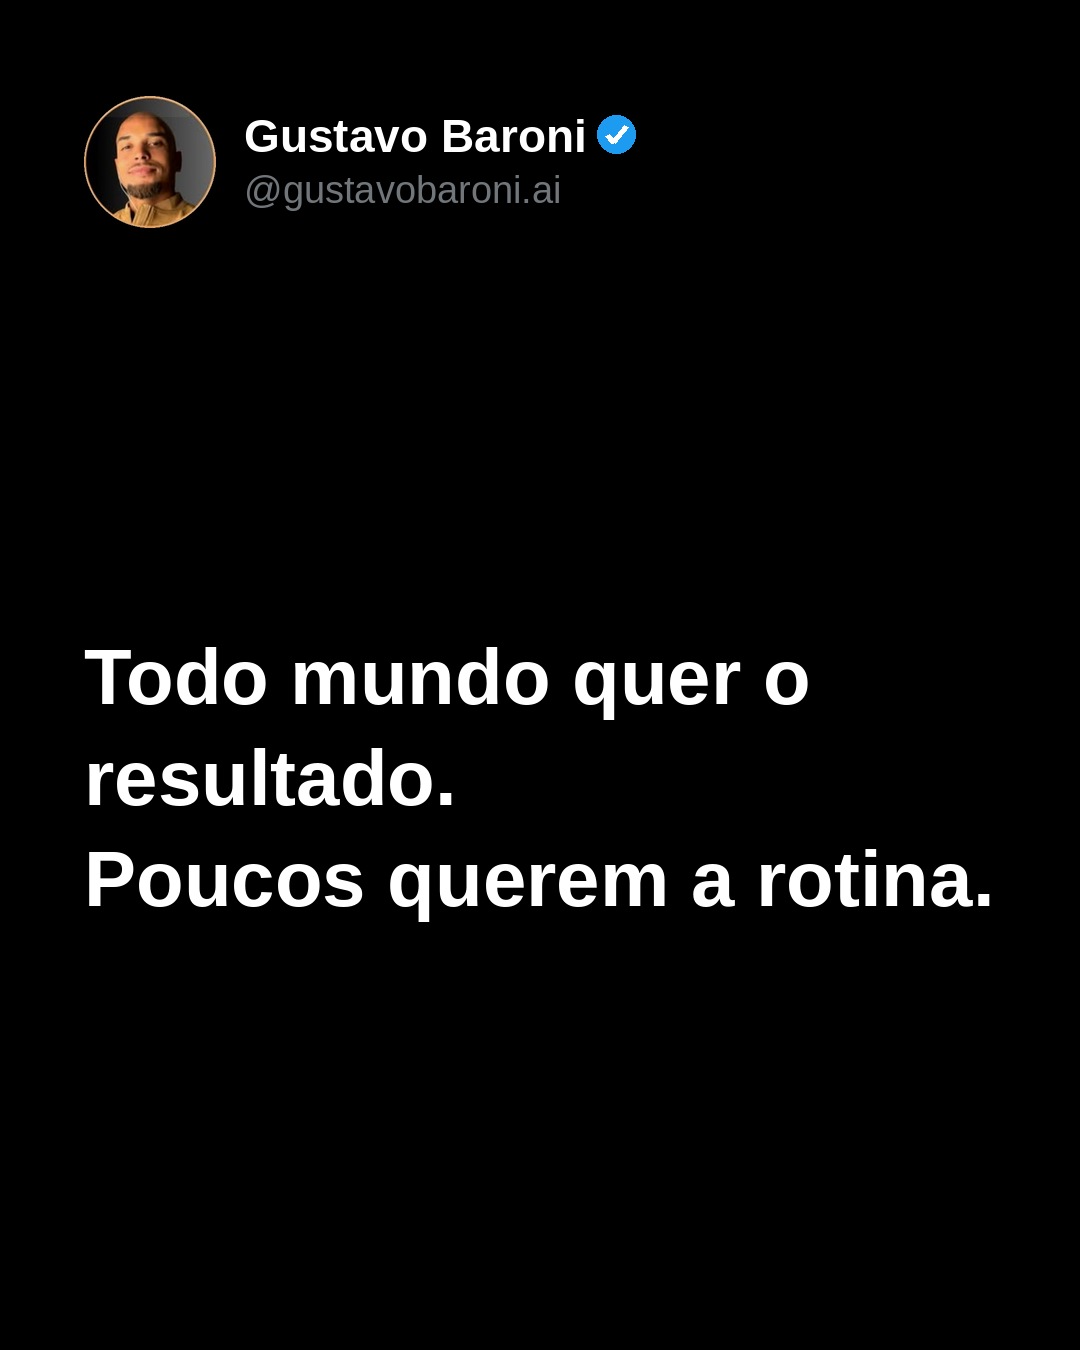 Gustavo Baroni
@gustavobaroni.ai
Todo mundo quer o
resultado.
Poucos querem a rotina.